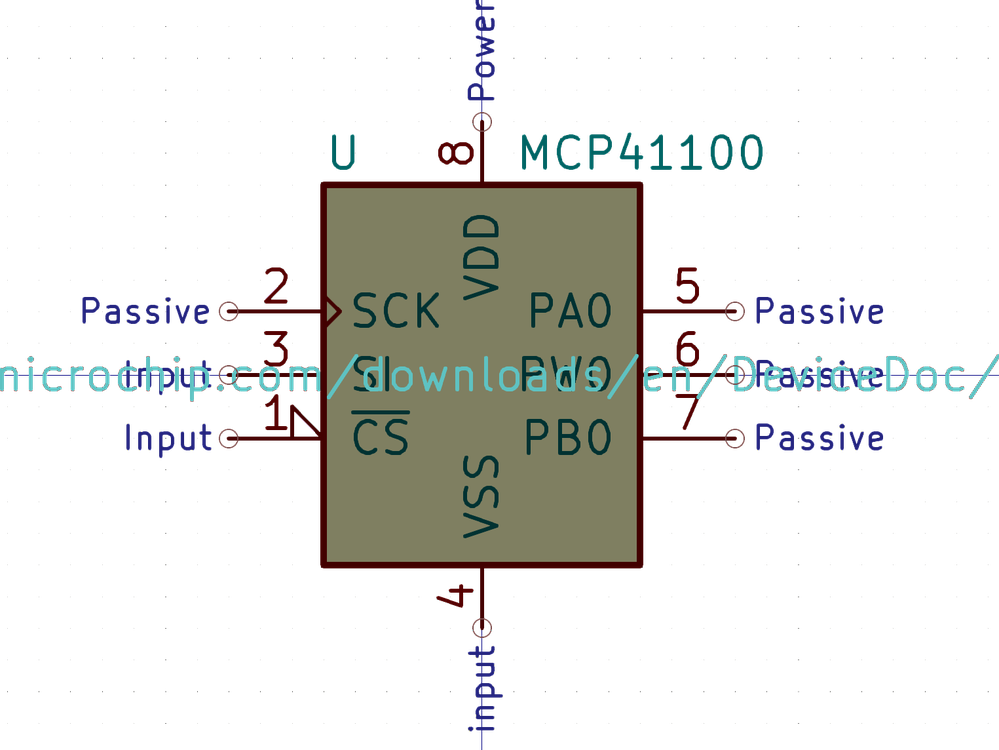 Power
U
8
MCP41100
VDD
Passive
2
SCK
PA0
5
Passive
Input
3
SI
PW0
6
Passive
nicrochip.com/downloads/en/DeviceDoc/
Input
1
CS
PB0
7
Passive
VSS
4
input